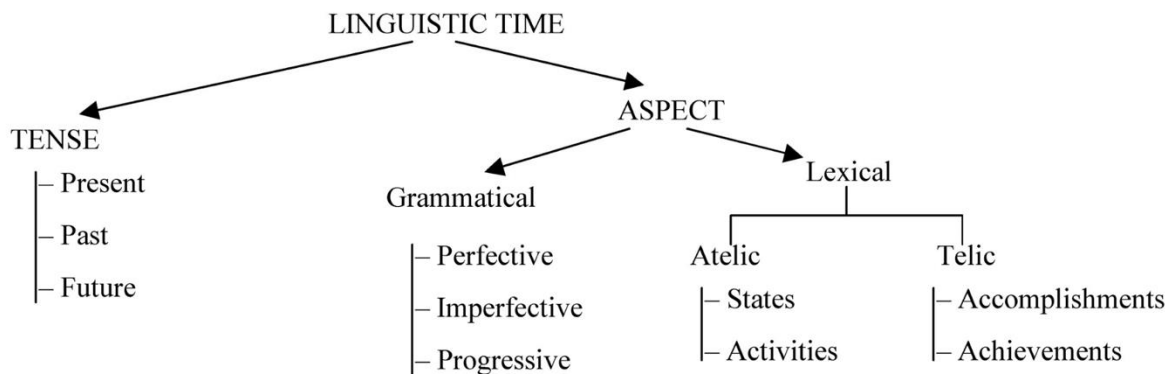 LINGUISTIC TIME
TENSE
– Present
– Past
– Future
ASPECT
Grammatical
– Perfective
– Imperfective
– Progressive
Lexical
Atelic
– States
– Activities
Telic
– Accomplishments
– Achievements